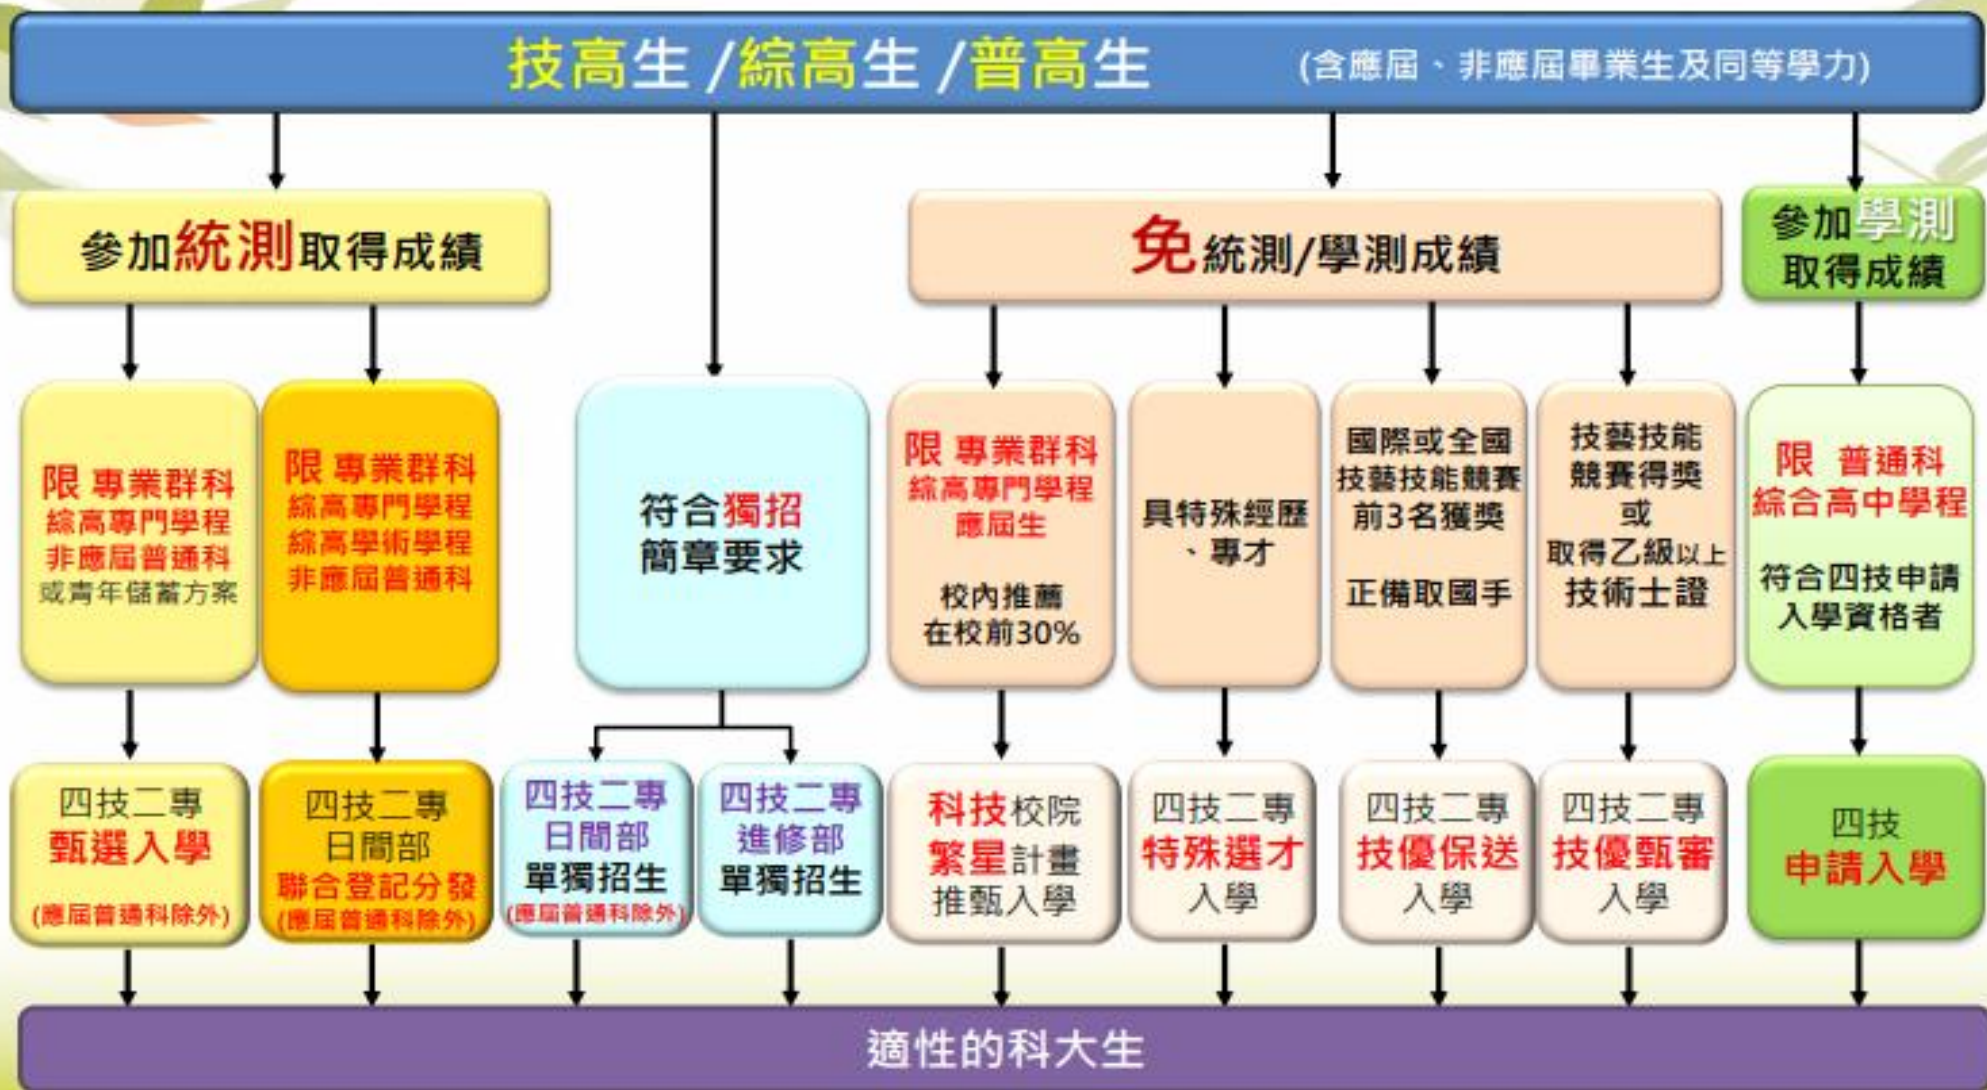 技高生 /綜高生 /普高生 (含應屆、非應屆畢業生及同等學力)
參加統測取得成績
免統測/學測成績
參加學測
取得成績
限 專業群科
綜高專門學程
非應屆普通科
或青年儲蓄方案
限 專業群科
綜高專門學程
綜高學術學程
非應屆普通科
符合獨招
簡章要求
限 專業群科
綜高專門學程
應屆生
校內推薦
在校前30%
具特殊經歷
、專才
國際或全國
技藝技能競賽
前3名獲獎
正備取國手
技藝技能
競賽得獎
或
取得乙級以上
技術士證
限 普通科
綜合高中學程
符合四技申請
入學資格者
四技二專
甄選入學
(應屆普通科除外)
四技二專
日間部
聯合登記分發
(應屆普通科除外)
四技二專
日間部
單獨招生
(應屆普通科除外)
四技二專
進修部
單獨招生
科技校院
繁星計畫
推甄入學
四技二專
特殊選才
入學
四技二專
技優保送
入學
四技二專
技優甄審
入學
四技
申請入學
適性的科大生